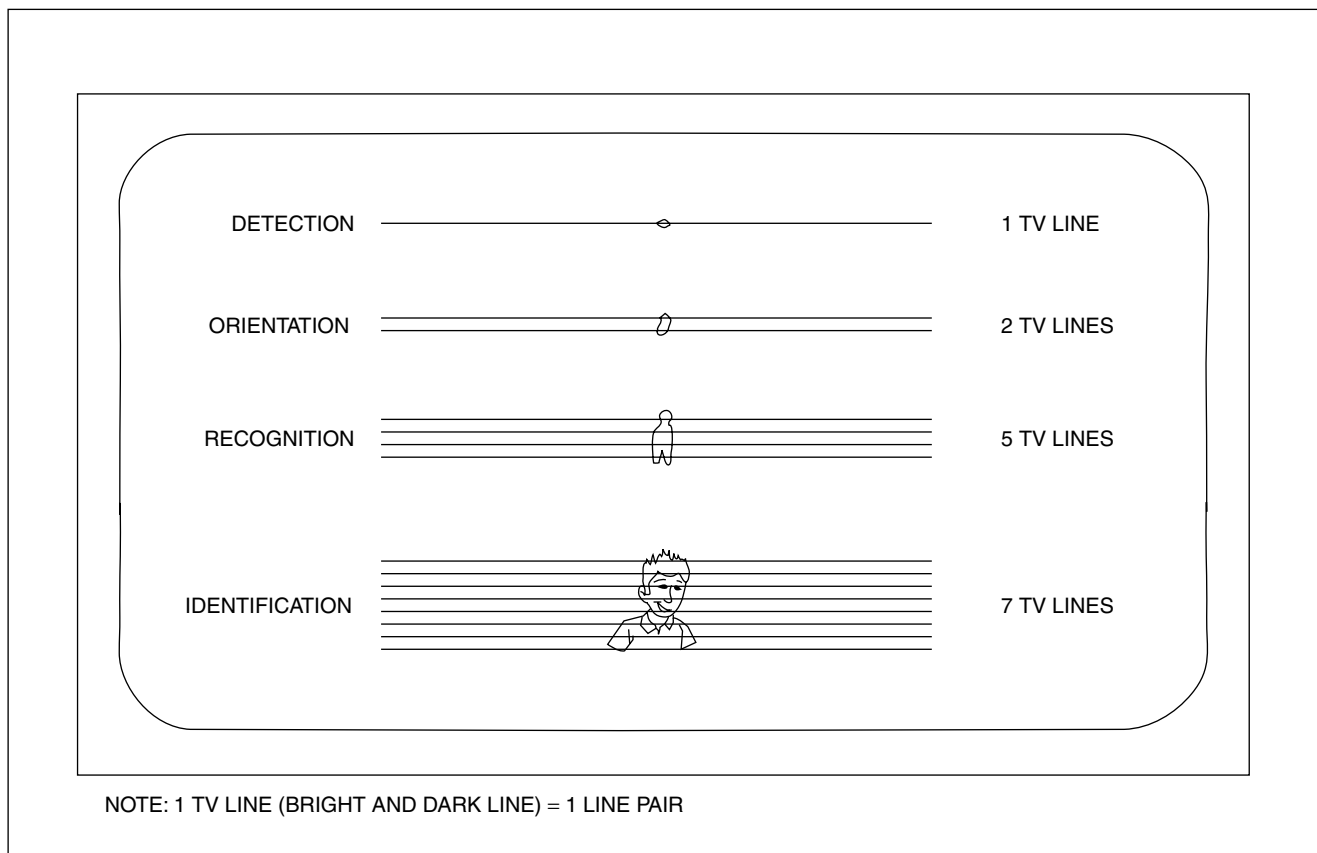 DETECTION 1 TV LINE
ORIENTATION 2 TV LINES
RECOGNITION 5 TV LINES
IDENTIFICATION 7 TV LINES
NOTE: 1 TV LINE (BRIGHT AND DARK LINE) = 1 LINE PAIR